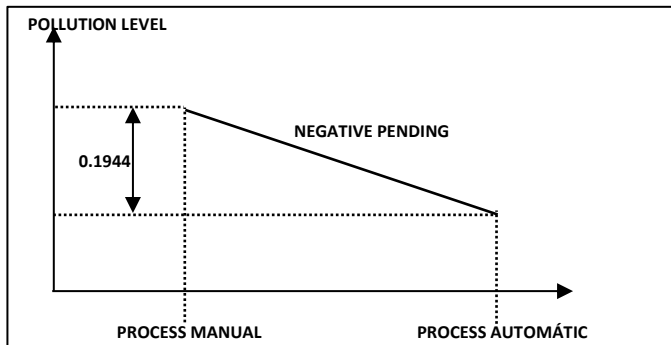 POLLUTION LEVEL
NEGATIVE PENDING
0.1944
PROCESS MANUAL
PROCESS AUTOMÁTIC